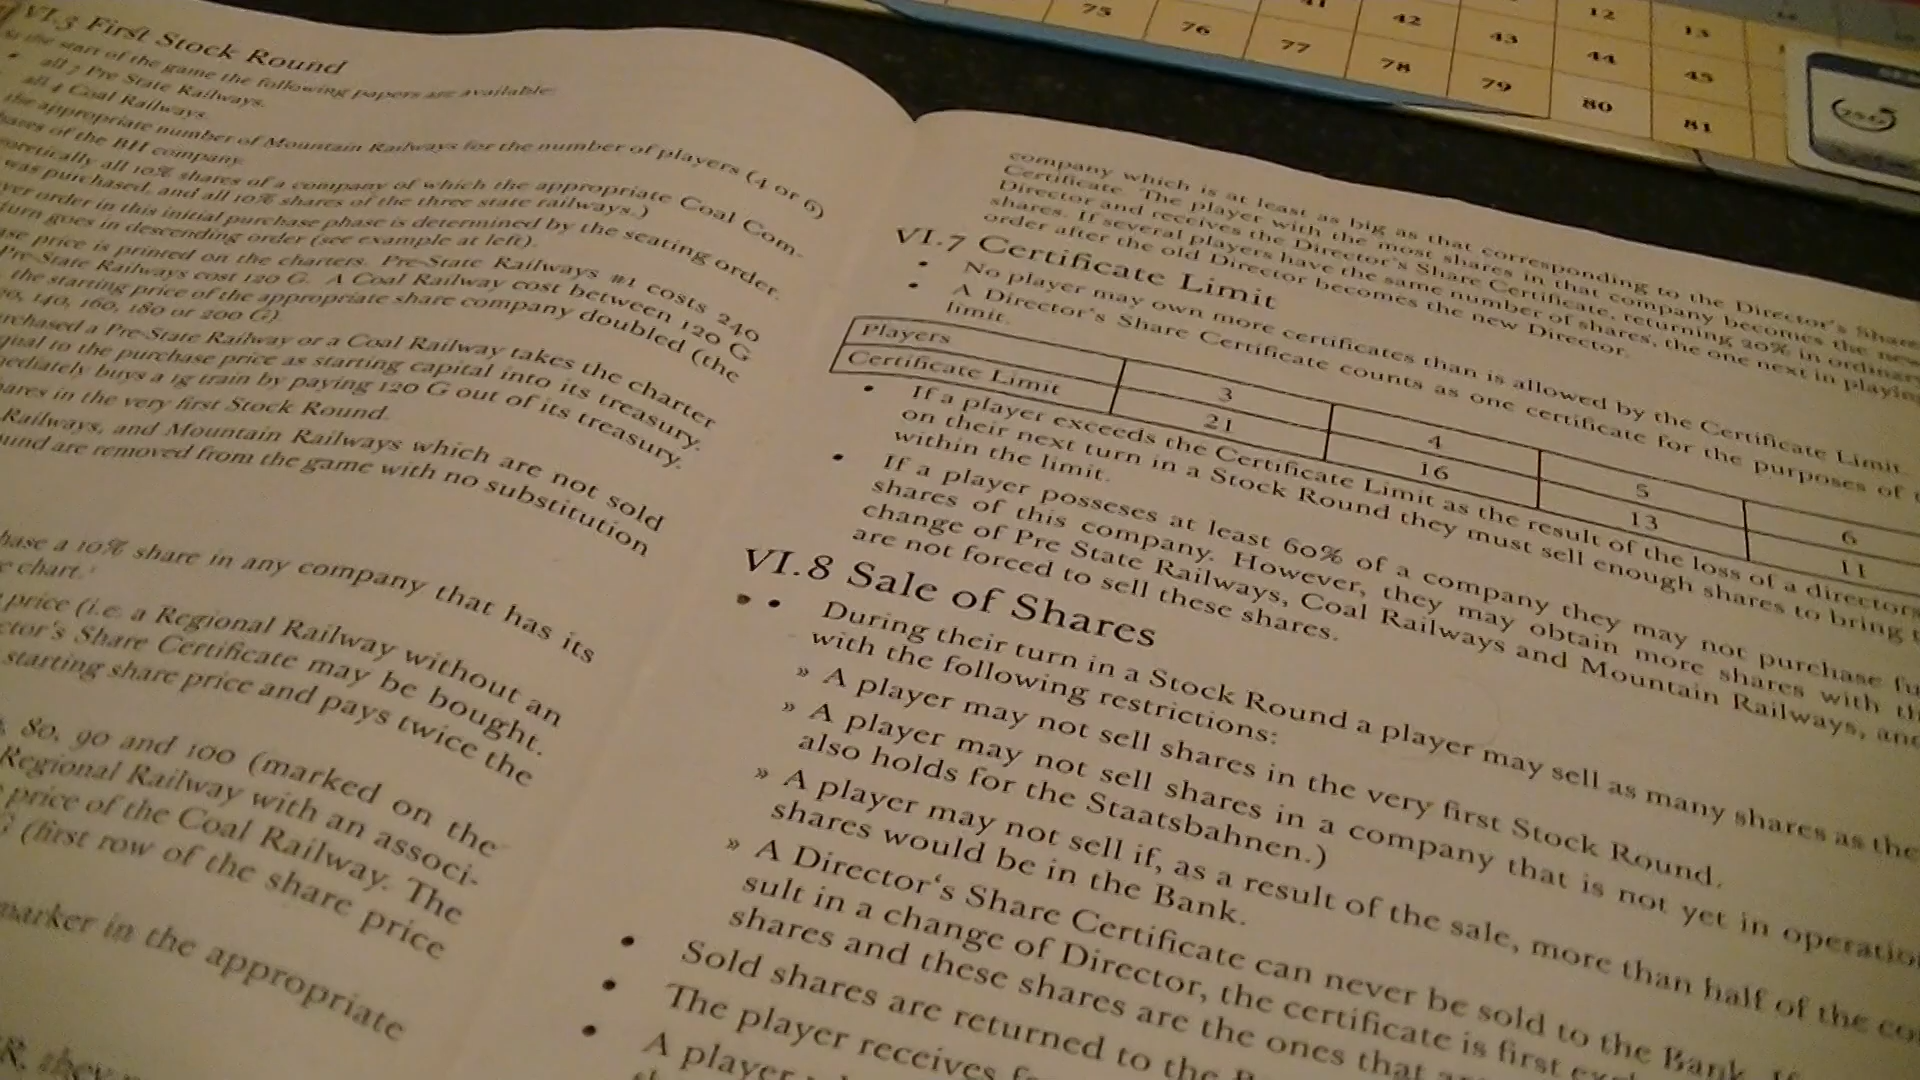 VI.3 First Stock Round
the start of the game the following papers are available:
• all 7 Pre State Railways.
all 4 Coal Railways.
the appropriate number of Mountain Railways for the number of players (4 or 6)
of the BH company.
all 10% shares of a company of which the appropriate Coal Com-
was purchased, and all 10% shares of the three state railways.)
order in this initial purchase phase is determined by the seating order.
turn goes in descending order (see example at left).
price is printed on the charters. Pre-State Railways #1 costs 240
Pre-State Railways cost 120 G. A Coal Railway cost between 120 G
the starting price of the appropriate share company doubled (the
140, 160, 180 or 200 G).
a Pre-State Railway or a Coal Railway takes the charter
equal to the purchase price as starting capital into its treasury.
buys a 1g train by paying 120 G out of its treasury.
in the very first Stock Round.
Railways, and Mountain Railways which are not sold
are removed from the game with no substitution
a 10% share in any company that has its
chart.
price (i.e. a Regional Railway without an
Share Certificate may be bought.
starting share price and pays twice the
80, 90 and 100 (marked on the
Regional Railway with an associ-
price of the Coal Railway. The
(first row of the share price
marker in the appropriate
they
company which is at least as big as that corresponding to the Director's Share
Certificate. The player with the most shares in that company becomes the new
Director and receives the Director's Share Certificate, returning 20% in ordinary
shares. If several players have the same number of shares, the one next in playing
order after the old Director becomes the new Director.
VI.7 Certificate Limit
• No player may own more certificates than is allowed by the Certificate Limit.
• A Director's Share Certificate counts as one certificate for the purposes of
limit.
Players 3 4 5 6
Certificate Limit 21 16 13 11
• If a player exceeds the Certificate Limit as the result of the loss of a directors
on their next turn in a Stock Round they must sell enough shares to bring
within the limit.
• If a player posseses at least 60% of a company they may not purchase
shares of this company. However, they may obtain more shares with
change of Pre State Railways, Coal Railways and Mountain Railways, and
are not forced to sell these shares.
VI.8 Sale of Shares
• During their turn in a Stock Round a player may sell as many shares as
with the following restrictions:
» A player may not sell shares in the very first Stock Round.
» A player may not sell shares in a company that is not yet in operation
also holds for the Staatsbahnen.)
» A player may not sell if, as a result of the sale, more than half of the
shares would be in the Bank.
» A Director's Share Certificate can never be sold to the Bank.
sult in a change of Director, the certificate is first
shares and these shares are the ones that
• Sold shares are returned to the
• The player receives
• A player
75
76
77
78
79
80
81
42
43
44
45
12
13